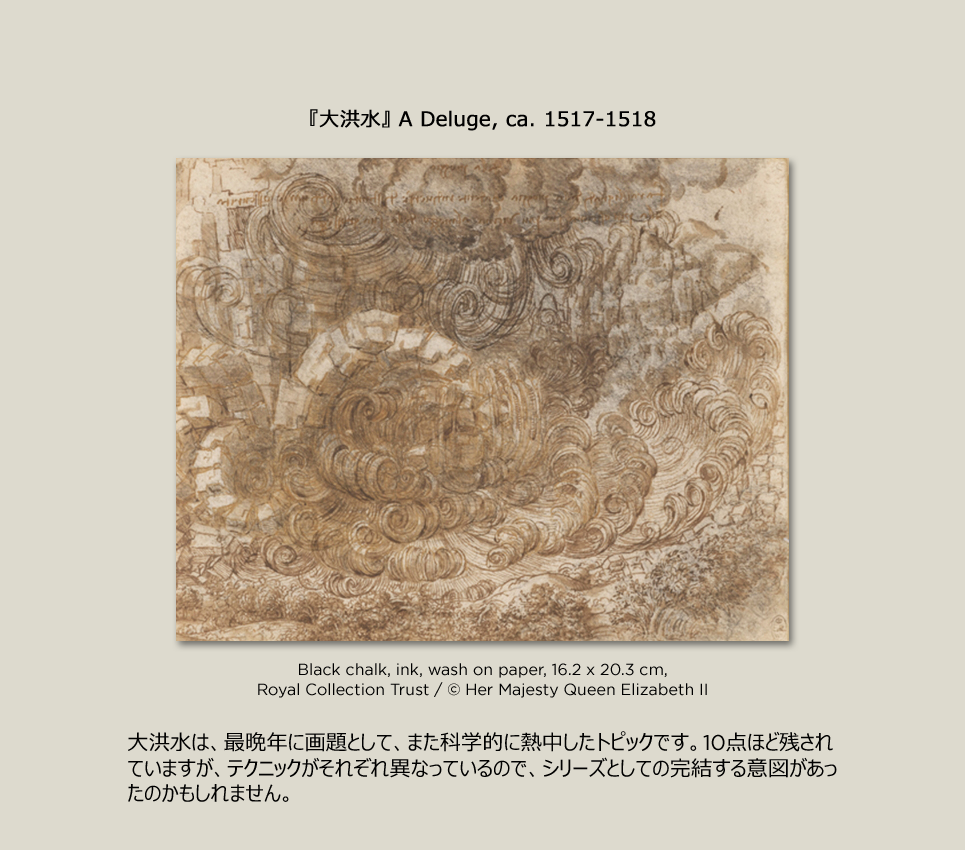 『大洪水』 A Deluge, ca. 1517-1518
Black chalk, ink, wash on paper, 16.2 x 20.3 cm,
Royal Collection Trust / © Her Majesty Queen Elizabeth II
大洪水は、最晩年に画題として、また科学的に熱中したトピックです。10点ほど残され
ていますが、テクニックがそれぞれ異なっているので、シリーズとしての完結する意図があっ
たのかもしれません。